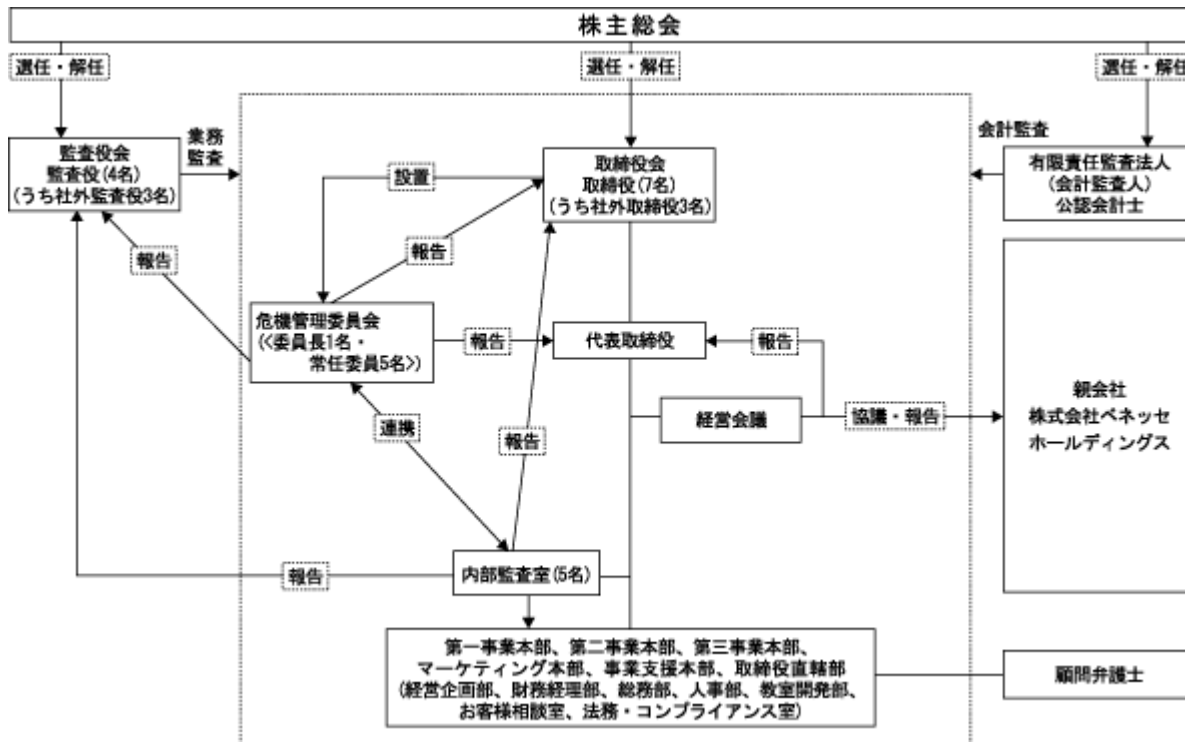 株主総会
選任・解任
選任・解任
選任・解任
監査役会
監査役(4名)
(うち社外監査役3名)
業務
監査
取締役会
取締役(7名)
(うち社外取締役3名)
会計監査
有限責任監査法人
(会計監査人)
公認会計士
設置
報告
報告
危機管理委員会
(<委員長1名・
常任委員5名>)
報告
代表取締役
報告
経営会議
協議・報告
親会社
株式会社ベネッセ
ホールディングス
連携
報告
報告
内部監査室(5名)
第一事業本部、第二事業本部、第三事業本部、
マーケティング本部、事業支援本部、取締役直轄部
(経営企画部、財務経理部、総務部、人事部、教室開発部、
お客様相談室、法務・コンプライアンス室)
顧問弁護士